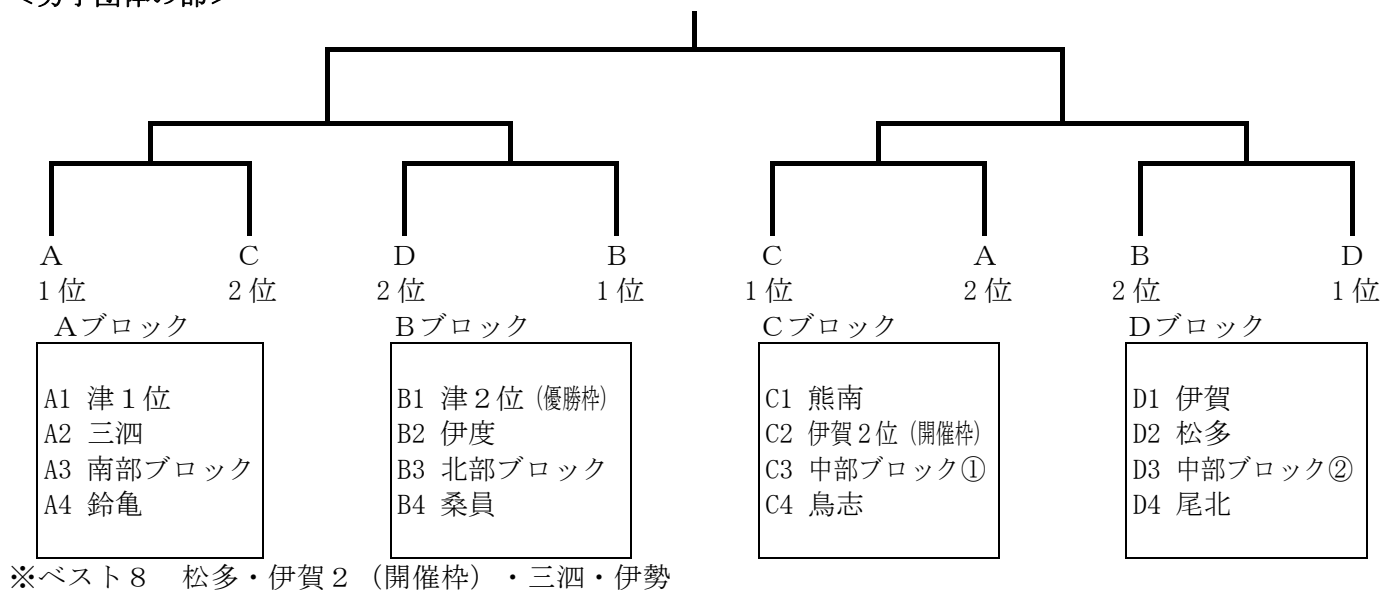 A C D B C A B D
1位 2位 2位 1位 1位 2位 2位 1位
Aブロック Bブロック Cブロック Dブロック
A1 津1位 B1 津2位（優勝枠） C1 熊南 D1 伊賀
A2 三泗 B2 伊度 C2 伊賀2位（開催枠） D2 松多
A3 南部ブロック B3 北部ブロック C3 中部ブロック① D3 中部ブロック②
A4 鈴亀 B4 桑員 C4 鳥志 D4 尾北
※ベスト8　松多・伊賀2（開催枠）・三泗・伊勢